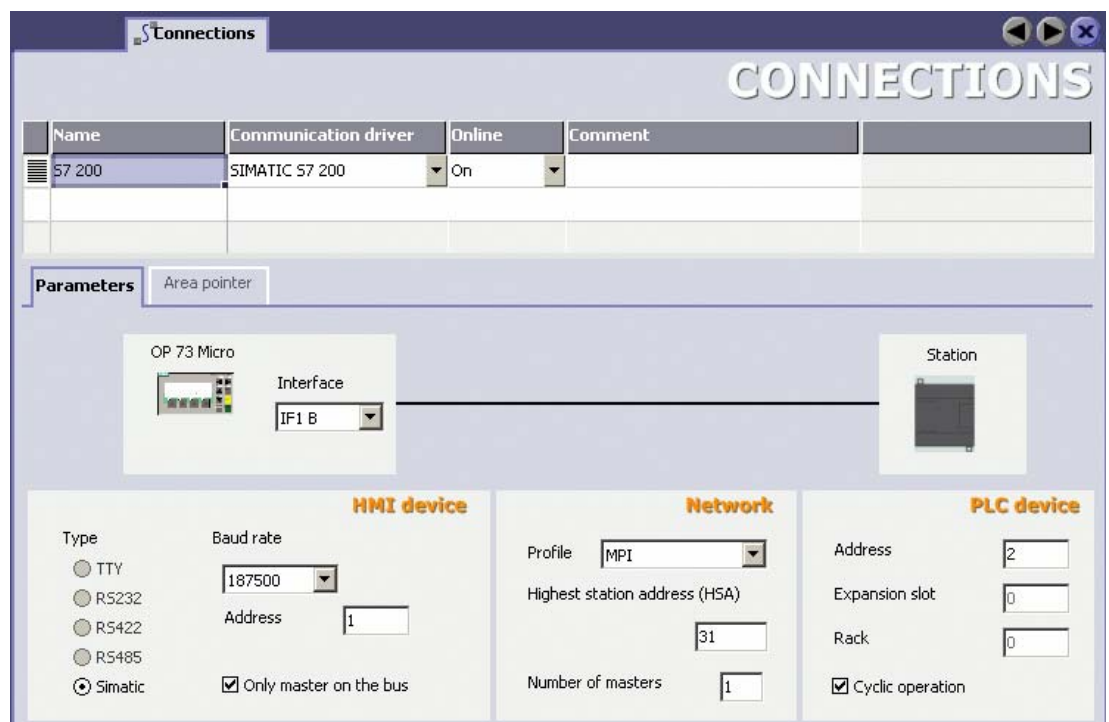 Connections
CONNECTIONS
Name Communication driver Online Comment
S7 200 SIMATIC S7 200 On
Parameters Area pointer
OP 73 Micro
Interface
IF1 B
Station
HMI device
Type Baud rate
TTY
187500
RS232
Address 1
RS422
RS485
Simatic Only master on the bus
Network
Profile MPI
Highest station address (HSA)
31
Number of masters 1
PLC device
Address 2
Expansion slot 0
Rack 0
Cyclic operation